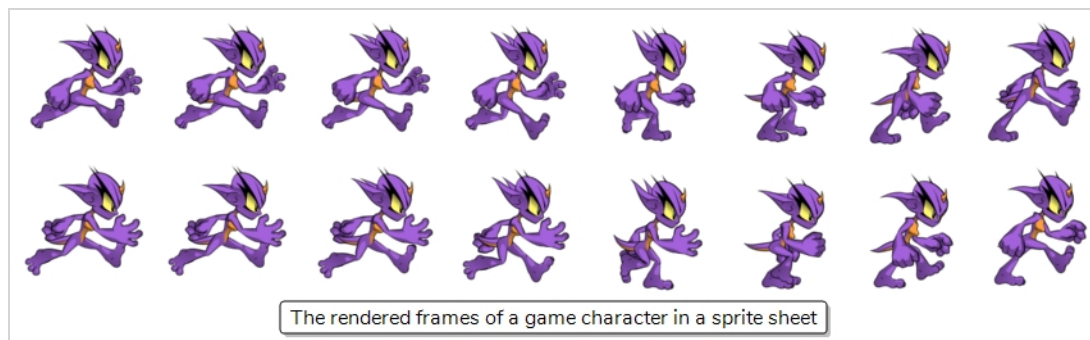 The rendered frames of a game character in a sprite sheet